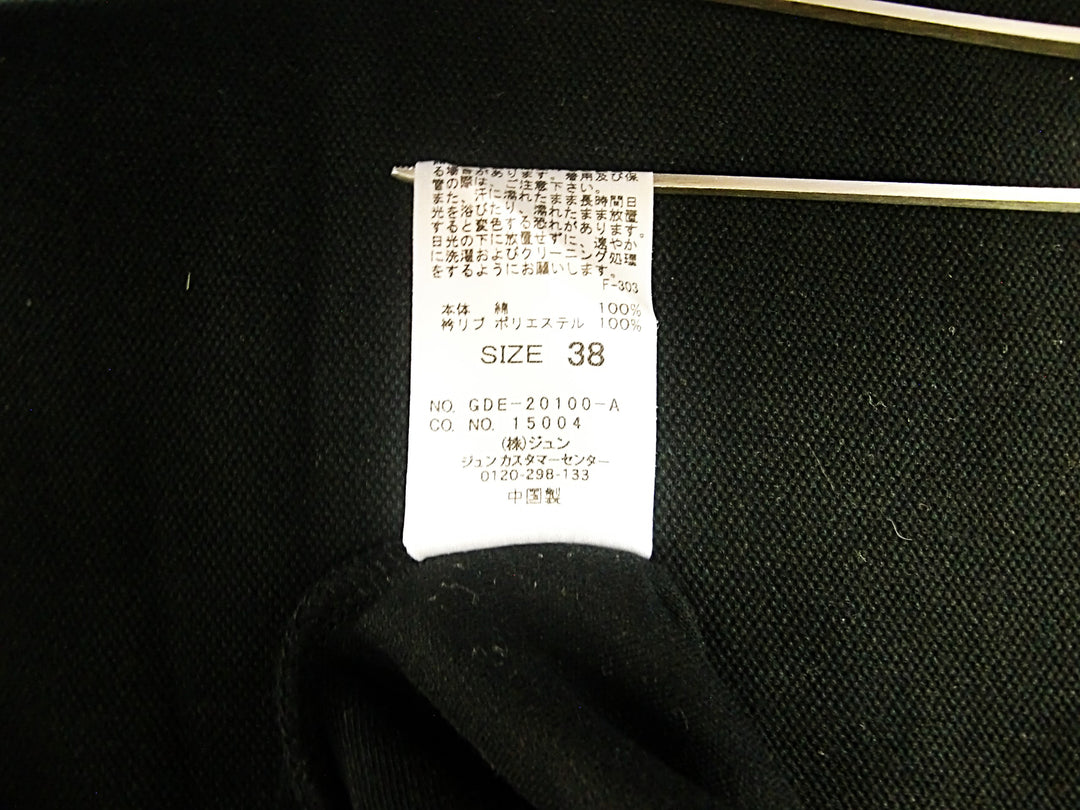 る場合があります。着用及び保
管の際は、ご注意下さい。
また、汗に濡れたまま長時間日
光を浴びたり、濡れたまま放置
すると変色する恐れがあります。
日光の下に放置せずに、速やか
に洗濯およびクリーニング処理
をするようにお願いします。
F-303
本体 綿 100%
衿リブ ポリエステル 100%
SIZE 38
NO. GDE-20100-A
CO. NO. 15004
(株)ジュン
ジュンカスタマーセンター
0120-298-133
中国製